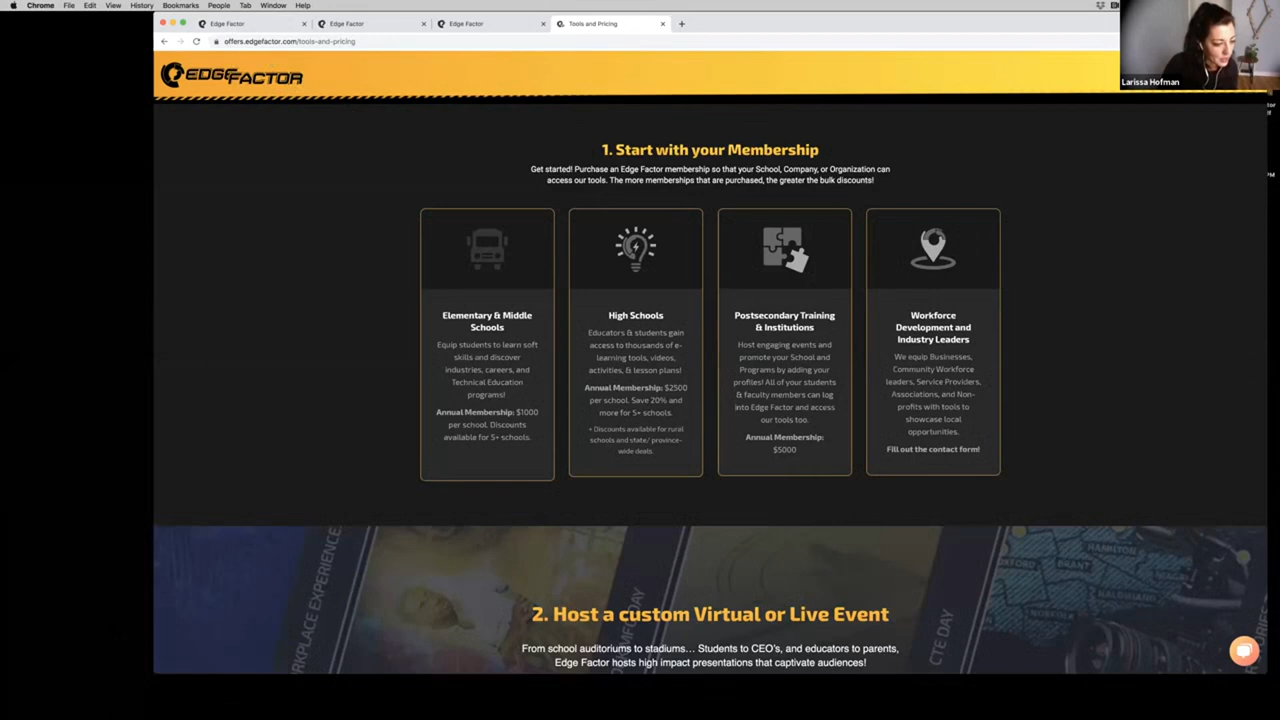 Chrome File Edit View History Bookmarks People Tab Window Help
Edge Factor
Edge Factor
Edge Factor
Tools and Pricing
offers.edgefactor.com/tools-and-pricing
EDGE FACTOR
Larissa Hofman
1. Start with your Membership
Get started! Purchase an Edge Factor membership so that your School, Company, or Organization can
access our tools. The more memberships that are purchased, the greater the bulk discounts!
Elementary & Middle
Schools
Equip students to learn soft
skills and discover
industries, careers, and
Technical Education
programs!
Annual Membership: $1000
per school. Discounts
available for 5+ schools.
High Schools
Educators & students gain
access to thousands of e-
learning tools, videos,
activities, & lesson plans!
Annual Membership: $2500
per school. Save 20% and
more for 5+ schools.
+ Discounts available for rural
schools and state/ province-
wide deals.
Postsecondary Training
& Institutions
Host engaging events and
promote your School and
Programs by adding your
profiles! All of your students
& faculty members can log
into Edge Factor and access
our tools too.
Annual Membership:
$5000
Workforce
Development and
Industry Leaders
We equip Businesses,
Community Workforce
leaders, Service Providers,
Associations, and Non-
profits with tools to
showcase local
opportunities.
Fill out the contact form!
WORKPLACE EXPERIENCE
CTE DAY
BRANT
HAMILTON
NORFOLK
2. Host a custom Virtual or Live Event
From school auditoriums to stadiums... Students to CEO's, and educators to parents,
Edge Factor hosts high impact presentations that captivate audiences!